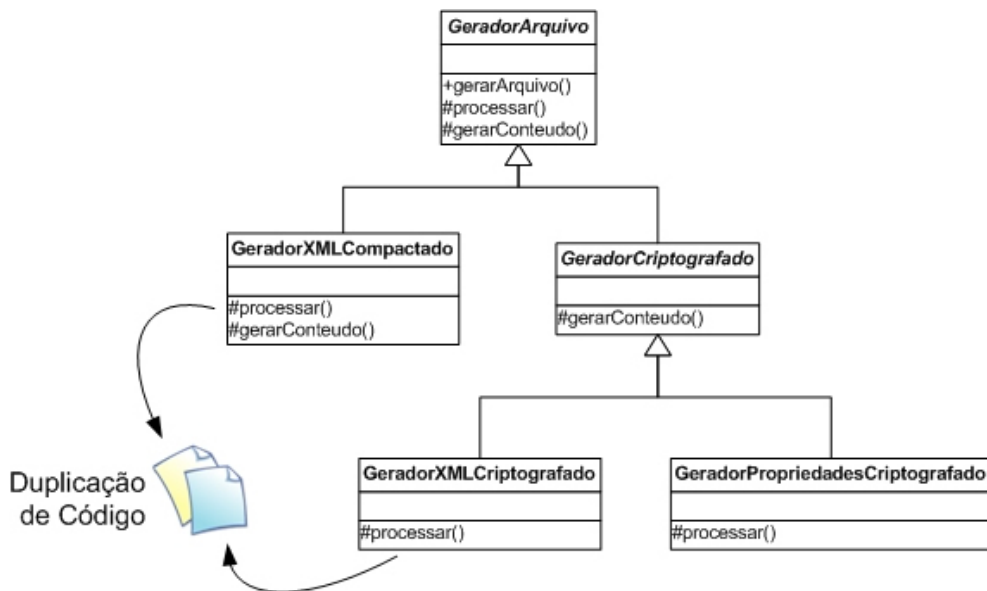 GeradorArquivo
+gerarArquivo()
#processar()
#gerarConteudo()
GeradorXMLCompactado
#processar()
#gerarConteudo()
GeradorCriptografado
#gerarConteudo()
Duplicação
de Código
GeradorXMLCriptografado
#processar()
GeradorPropriedadesCriptografado
#processar()